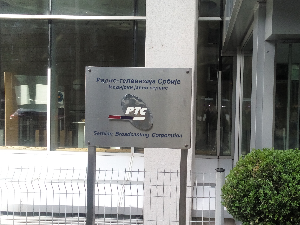 Радио-телевизија Србије
РТС
Serbian Broadcasting Corporation